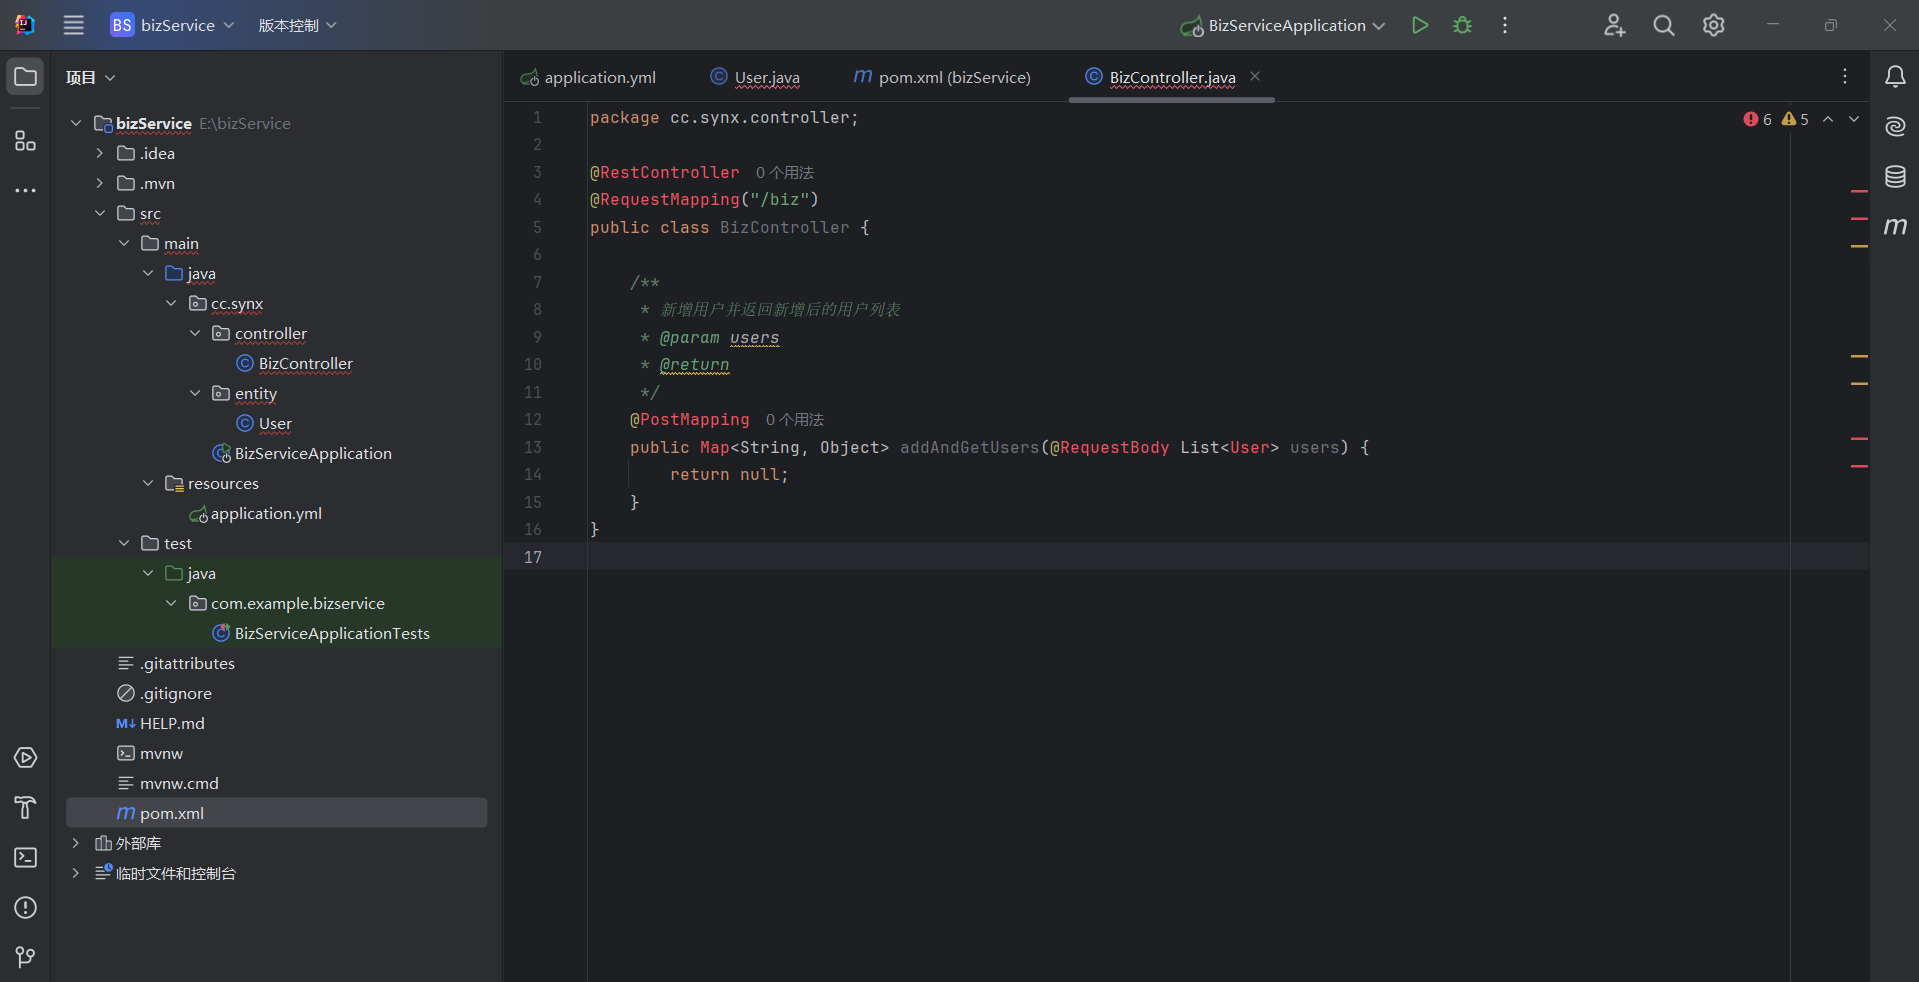 BS bizService 版本控制 BizServiceApplication
项目
bizService E:\bizService
.idea
.mvn
src
main
java
cc.synx
controller
BizController
entity
User
BizServiceApplication
resources
application.yml
test
java
com.example.bizservice
BizServiceApplicationTests
.gitattributes
.gitignore
M↓ HELP.md
mvnw
mvnw.cmd
m pom.xml
外部库
临时文件和控制台
application.yml User.java m pom.xml (bizService) BizController.java
6 5
1 package cc.synx.controller;
2
3 @RestController 0 个用法
4 @RequestMapping("/biz")
5 public class BizController {
6
7 /**
8 * 新增用户并返回新增后的用户列表
9 * @param users
10 * @return
11 */
12 @PostMapping 0 个用法
13 public Map<String, Object> addAndGetUsers(@RequestBody List<User> users) {
14 return null;
15 }
16 }
17
m